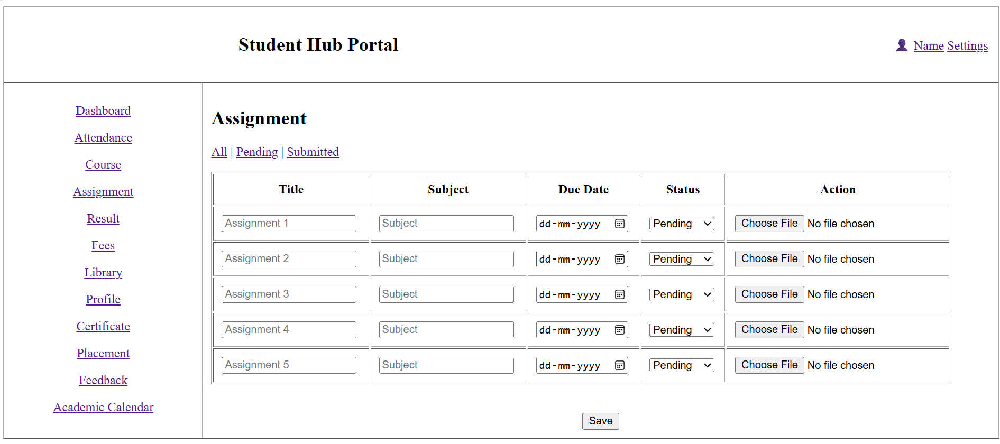 Student Hub Portal
👤 Name Settings
Dashboard
Attendance
Course
Assignment
Result
Fees
Library
Profile
Certificate
Placement
Feedback
Academic Calendar
Assignment
All | Pending | Submitted
Title Subject Due Date Status Action
Assignment 1 Subject dd-mm-yyyy Pending Choose File No file chosen
Assignment 2 Subject dd-mm-yyyy Pending Choose File No file chosen
Assignment 3 Subject dd-mm-yyyy Pending Choose File No file chosen
Assignment 4 Subject dd-mm-yyyy Pending Choose File No file chosen
Assignment 5 Subject dd-mm-yyyy Pending Choose File No file chosen
Save